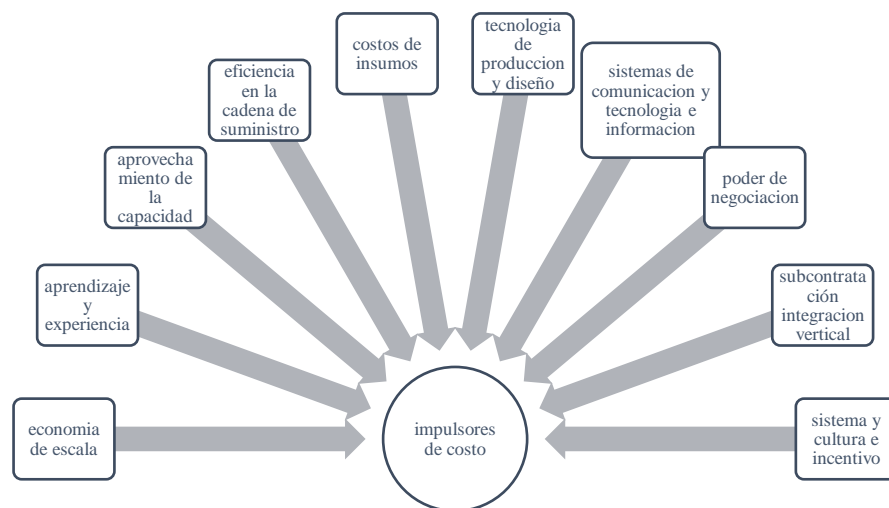 economia
de escala
aprendizaje
y
experiencia
aprovecha
miento de
la
capacidad
eficiencia
en la
cadena de
suministro
costos de
insumos
tecnologia
de
produccion
y diseño
sistemas de
comunicacion y
tecnologia e
informacion
poder de
negociacion
subcontrata
ción
integracion
vertical
sistema y
cultura e
incentivo
impulsores
de costo